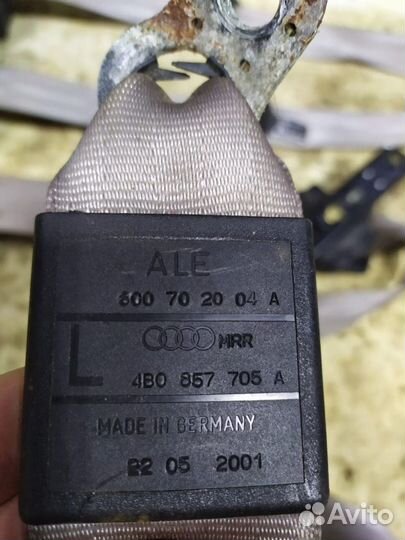 ALE
600 70 20 04 A
MRR
L
4B0 857 705 A
MADE IN GERMANY
22 05 2001
Avito